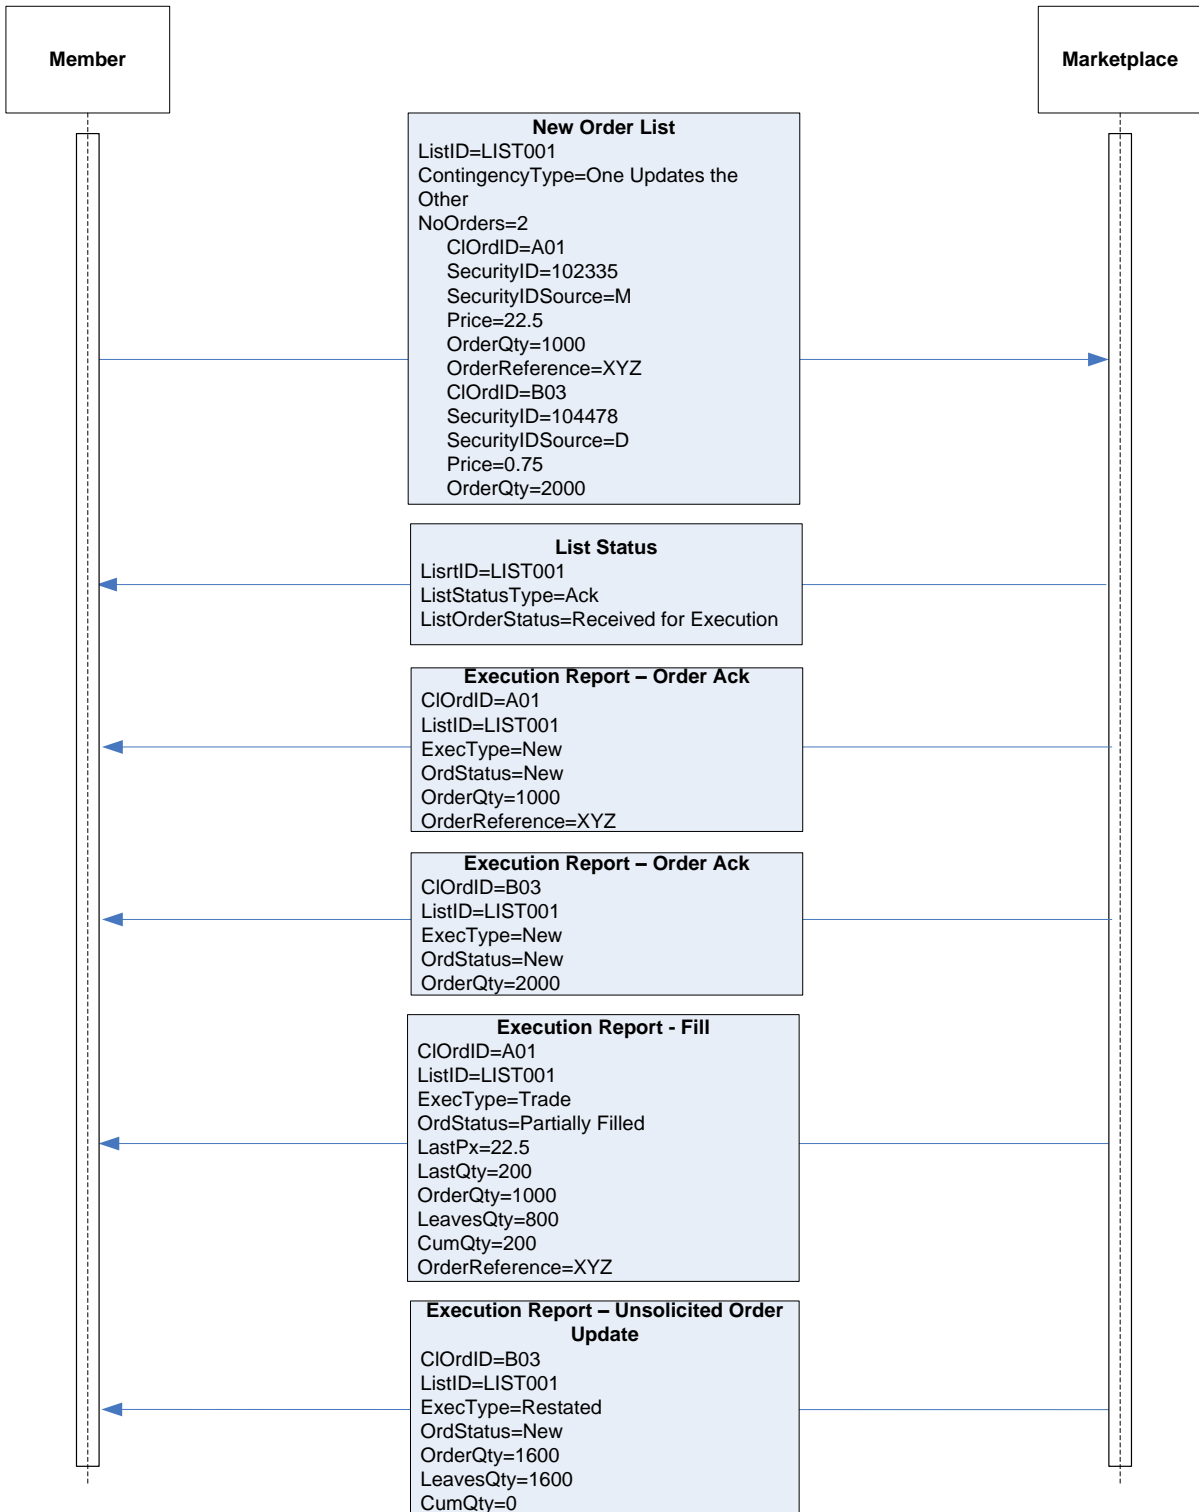 Member
Marketplace
New Order List
ListID=LIST001
ContingencyType=One Updates the
Other
NoOrders=2
ClOrdID=A01
SecurityID=102335
SecurityIDSource=M
Price=22.5
OrderQty=1000
OrderReference=XYZ
ClOrdID=B03
SecurityID=104478
SecurityIDSource=D
Price=0.75
OrderQty=2000
List Status
LisrtID=LIST001
ListStatusType=Ack
ListOrderStatus=Received for Execution
Execution Report – Order Ack
ClOrdID=A01
ListID=LIST001
ExecType=New
OrdStatus=New
OrderQty=1000
OrderReference=XYZ
Execution Report – Order Ack
ClOrdID=B03
ListID=LIST001
ExecType=New
OrdStatus=New
OrderQty=2000
Execution Report - Fill
ClOrdID=A01
ListID=LIST001
ExecType=Trade
OrdStatus=Partially Filled
LastPx=22.5
LastQty=200
OrderQty=1000
LeavesQty=800
CumQty=200
OrderReference=XYZ
Execution Report – Unsolicited Order
Update
ClOrdID=B03
ListID=LIST001
ExecType=Restated
OrdStatus=New
OrderQty=1600
LeavesQty=1600
CumQty=0